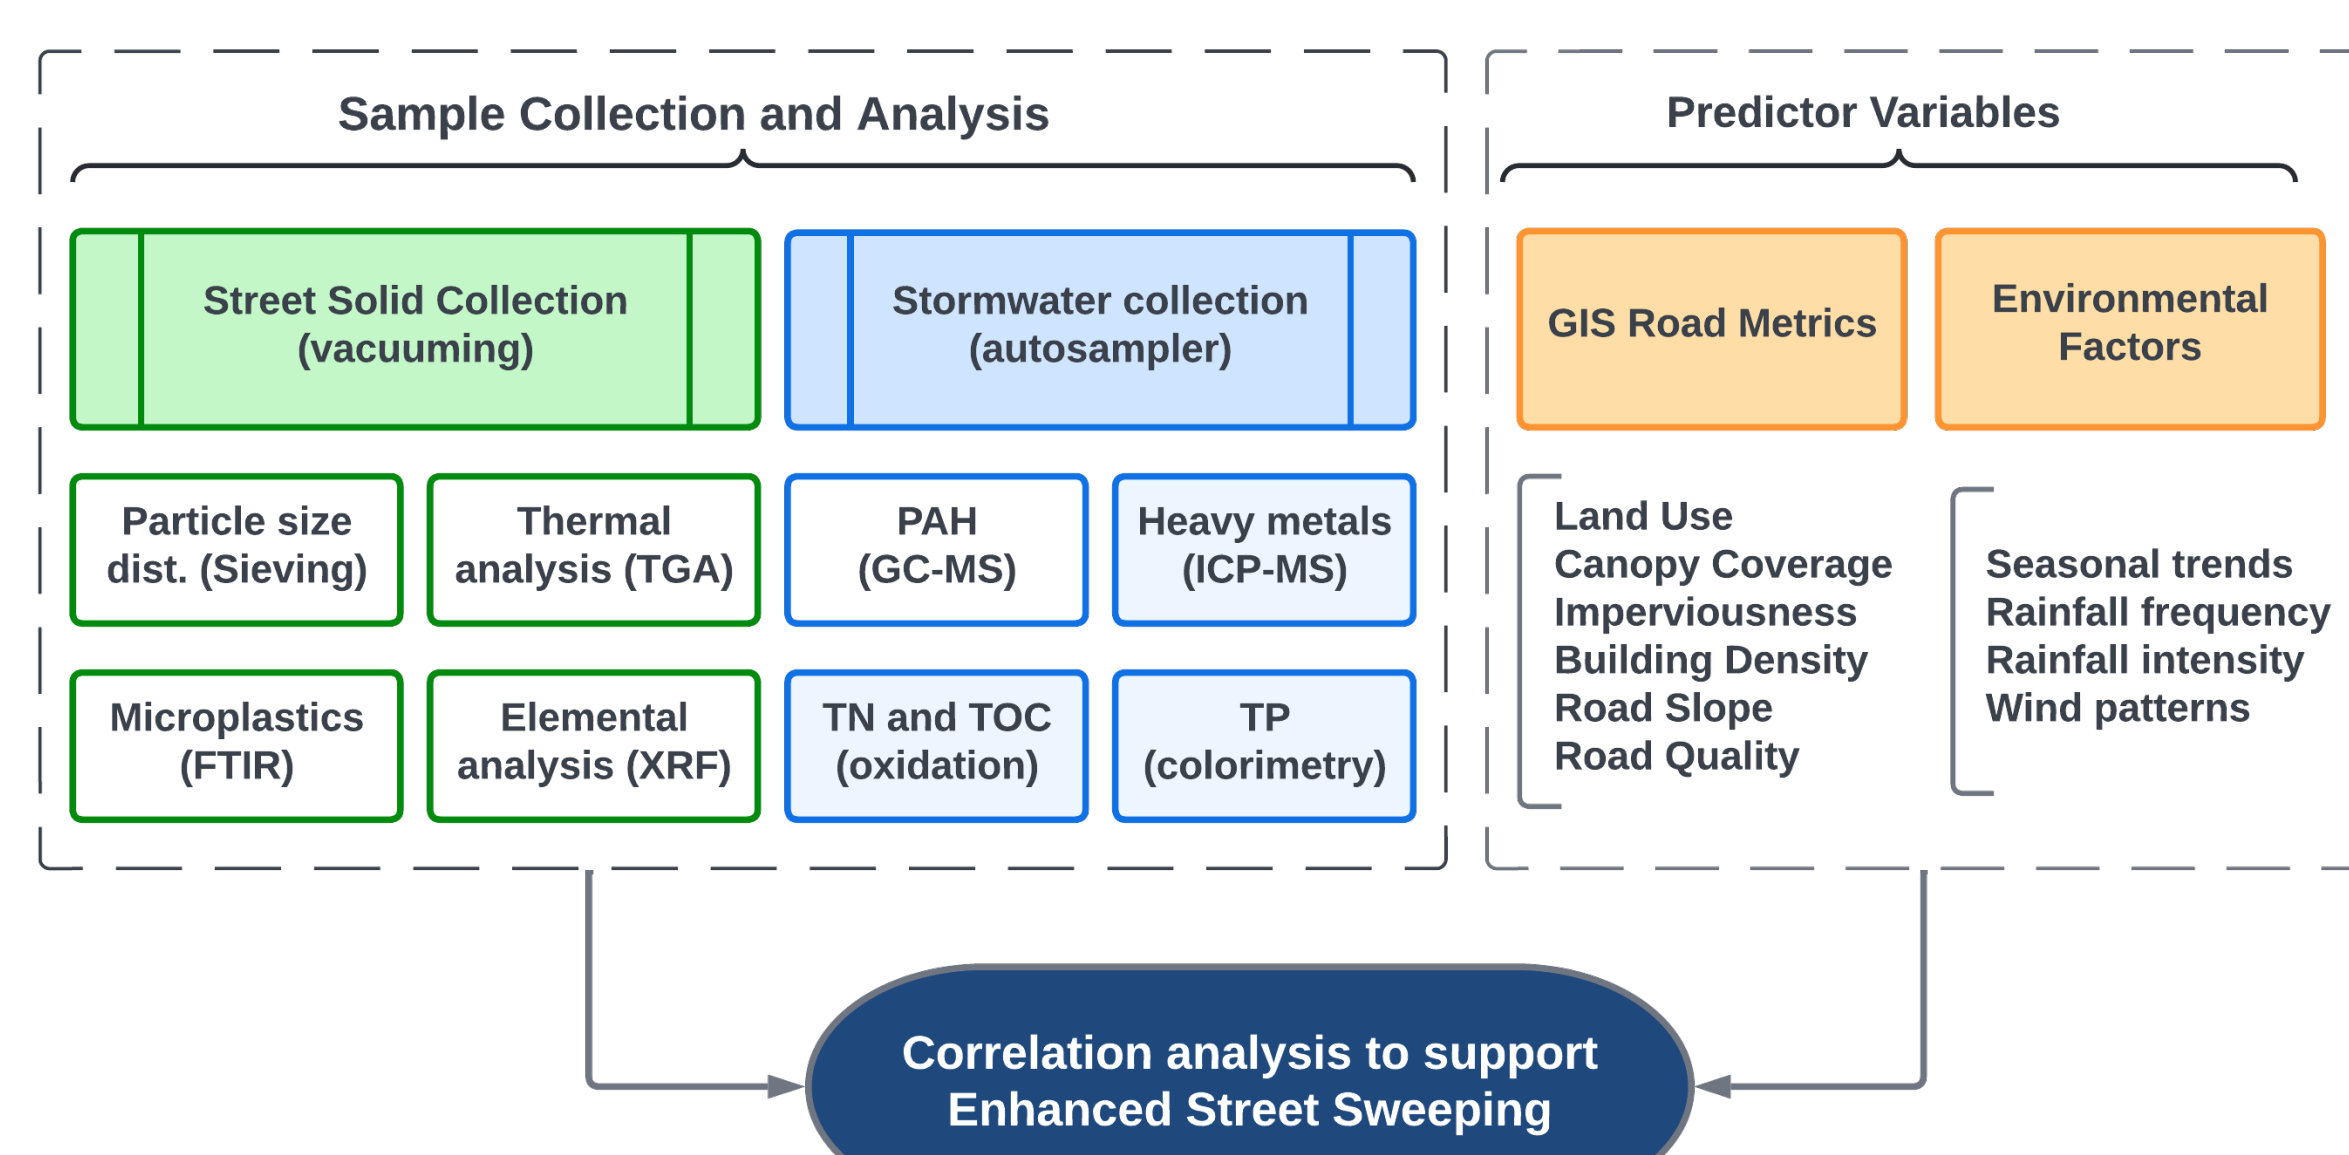 Sample Collection and Analysis
Predictor Variables
Street Solid Collection
(vacuuming)
Stormwater collection
(autosampler)
GIS Road Metrics
Environmental
Factors
Particle size
dist. (Sieving)
Thermal
analysis (TGA)
PAH
(GC-MS)
Heavy metals
(ICP-MS)
Microplastics
(FTIR)
Elemental
analysis (XRF)
TN and TOC
(oxidation)
TP
(colorimetry)
Land Use
Canopy Coverage
Imperviousness
Building Density
Road Slope
Road Quality
Seasonal trends
Rainfall frequency
Rainfall intensity
Wind patterns
Correlation analysis to support
Enhanced Street Sweeping